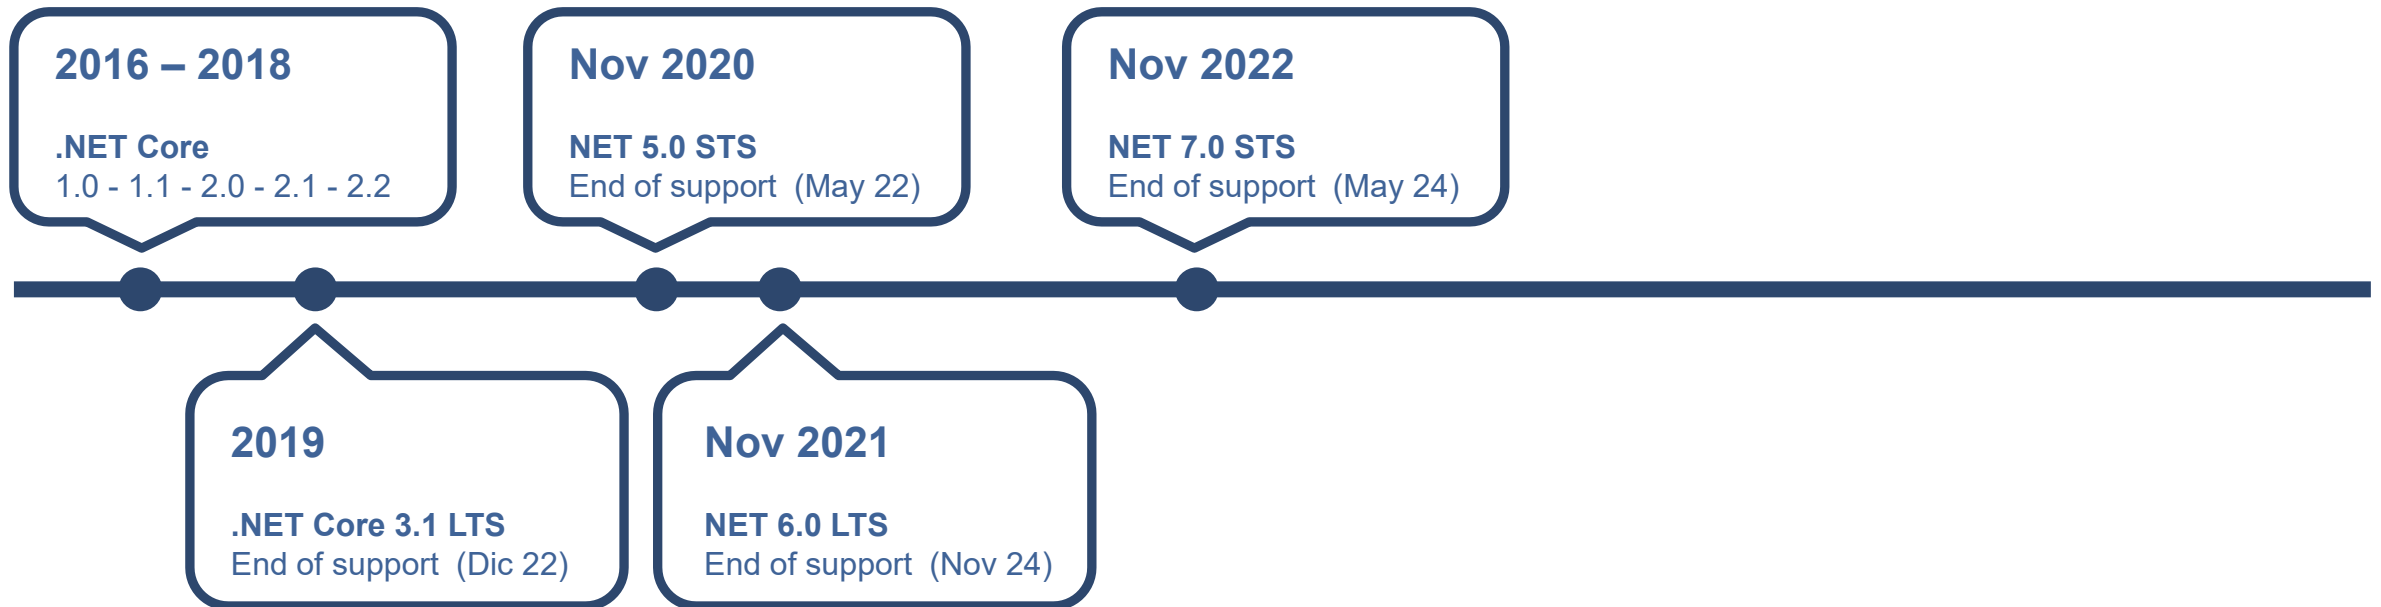 2016 – 2018
.NET Core
1.0 - 1.1 - 2.0 - 2.1 - 2.2
Nov 2020
NET 5.0 STS
End of support  (May 22)
Nov 2022
NET 7.0 STS
End of support  (May 24)
2019
.NET Core 3.1 LTS
End of support  (Dic 22)
Nov 2021
NET 6.0 LTS
End of support  (Nov 24)